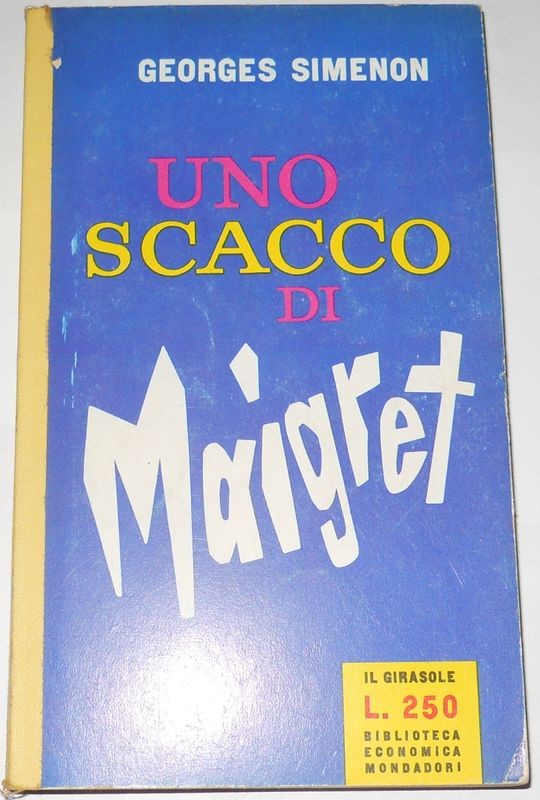 GEORGES SIMENON
UNO
SCACCO
DI
Maigret
IL GIRASOLE
L. 250
BIBLIOTECA
ECONOMICA
MONDADORI